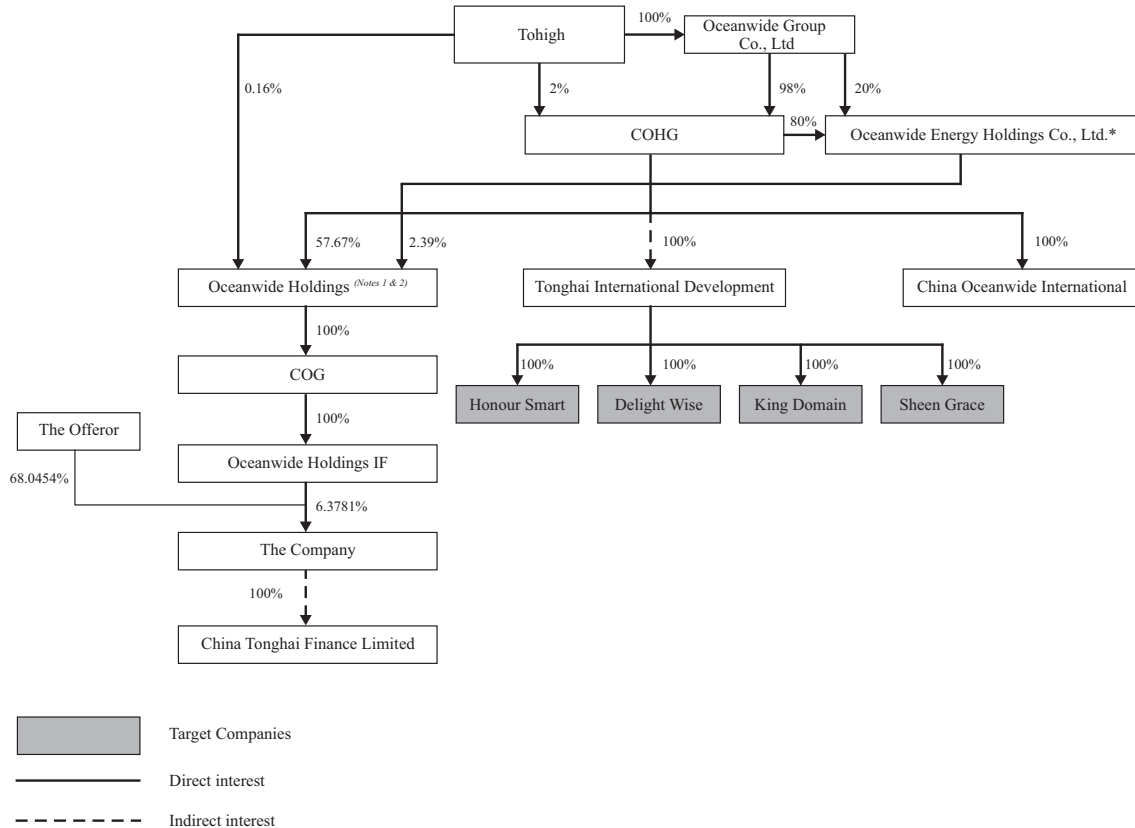 Tohigh
100%
Oceanwide Group
Co., Ltd
0.16%
2%
98%
20%
COHG
80%
Oceanwide Energy Holdings Co., Ltd.*
57.67%
2.39%
100%
100%
Oceanwide Holdings (Notes 1 & 2)
Tonghai International Development
China Oceanwide International
100%
100%
100%
100%
100%
COG
Honour Smart
Delight Wise
King Domain
Sheen Grace
100%
The Offeror
Oceanwide Holdings IF
68.0454%
6.3781%
The Company
100%
China Tonghai Finance Limited
Target Companies
Direct interest
Indirect interest